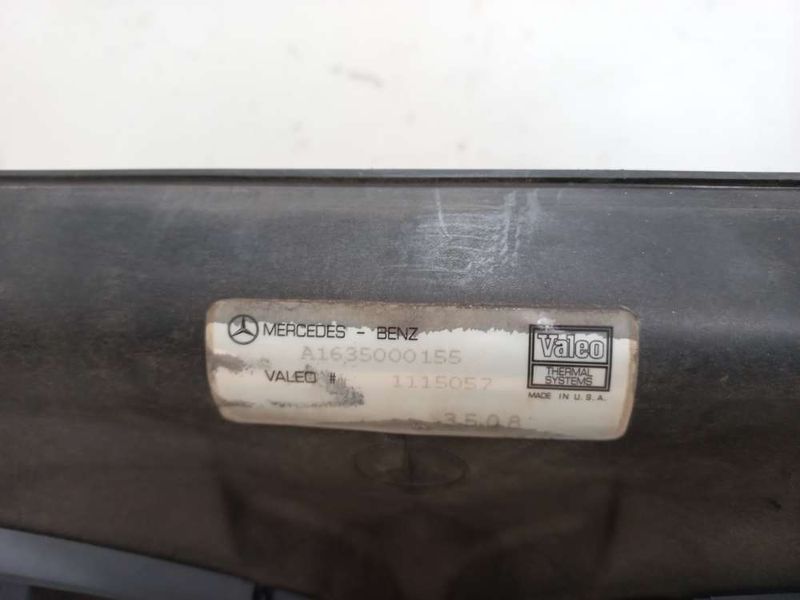 MERCEDES - BENZ
A1635000155
VALEO # 1115057
3508
Valeo
THERMAL
SYSTEMS
MADE IN U.S.A.